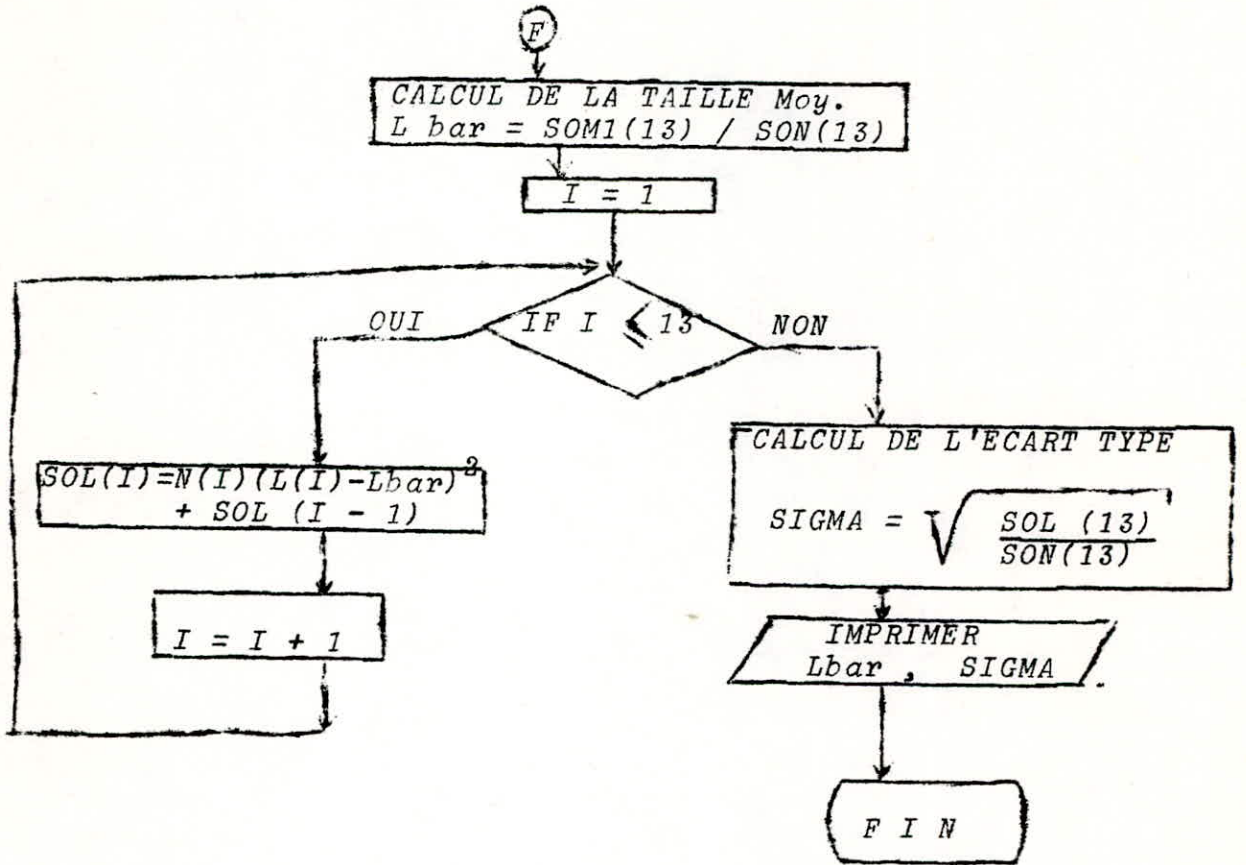 F
CALCUL DE LA TAILLE Moy.
L bar = SOM1(13) / SON(13)
I = 1
IF I ≤ 13
OUI
NON
SOL(I)=N(I)(L(I)-Lbar)²
+ SOL (I - 1)
I = I + 1
CALCUL DE L'ECART TYPE
SIGMA = √ SOL (13)
SON(13)
IMPRIMER
Lbar , SIGMA
F I N